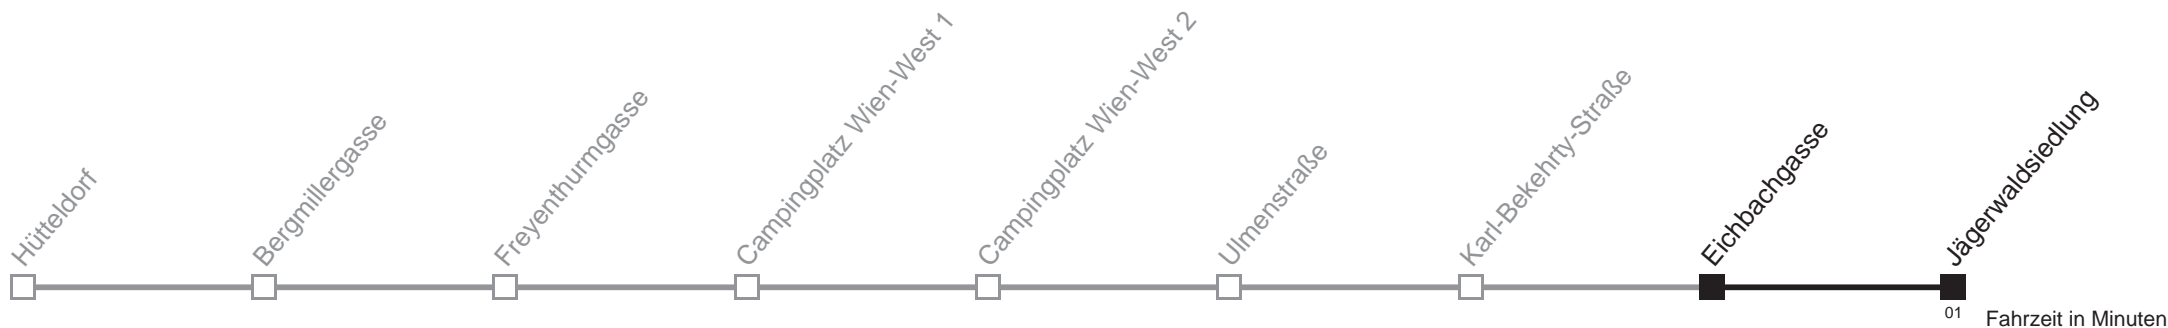 Hütteldorf
Bergmillergasse
Freyenthurmgasse
Campingplatz Wien-West 1
Campingplatz Wien-West 2
Ulmenstraße
Karl-Bekehrty-Straße
Eichbachgasse
Jägerwaldsiedlung
01
Fahrzeit in Minuten